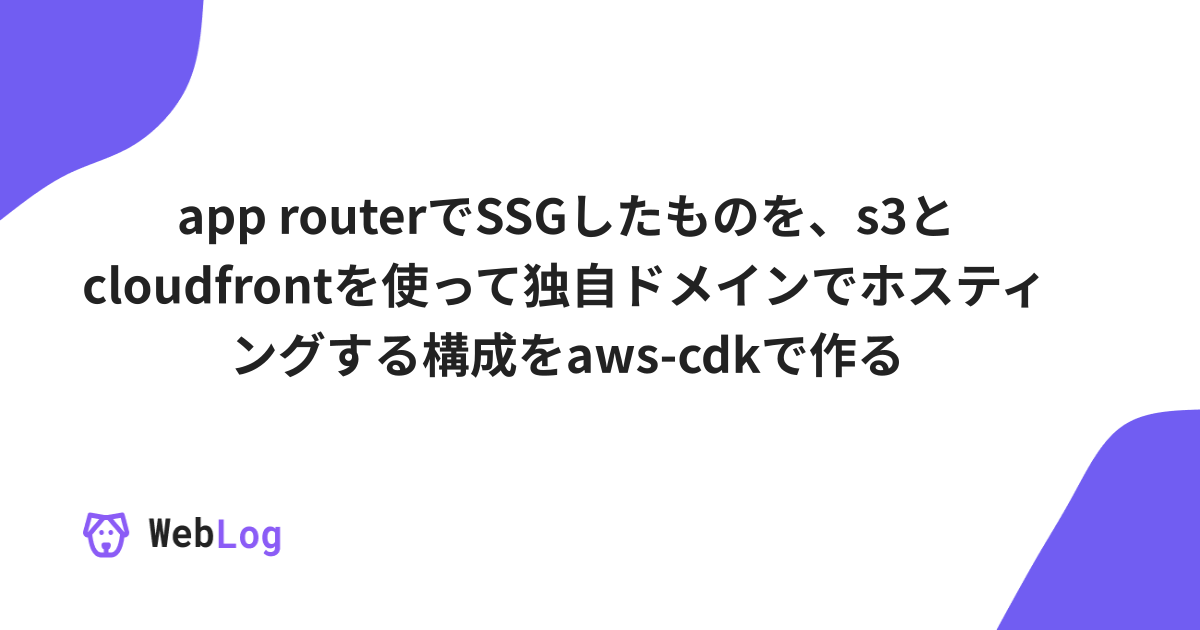 app routerでSSGしたものを、s3と
cloudfrontを使って独自ドメインでホスティ
ングする構成をaws-cdkで作る
WebLog